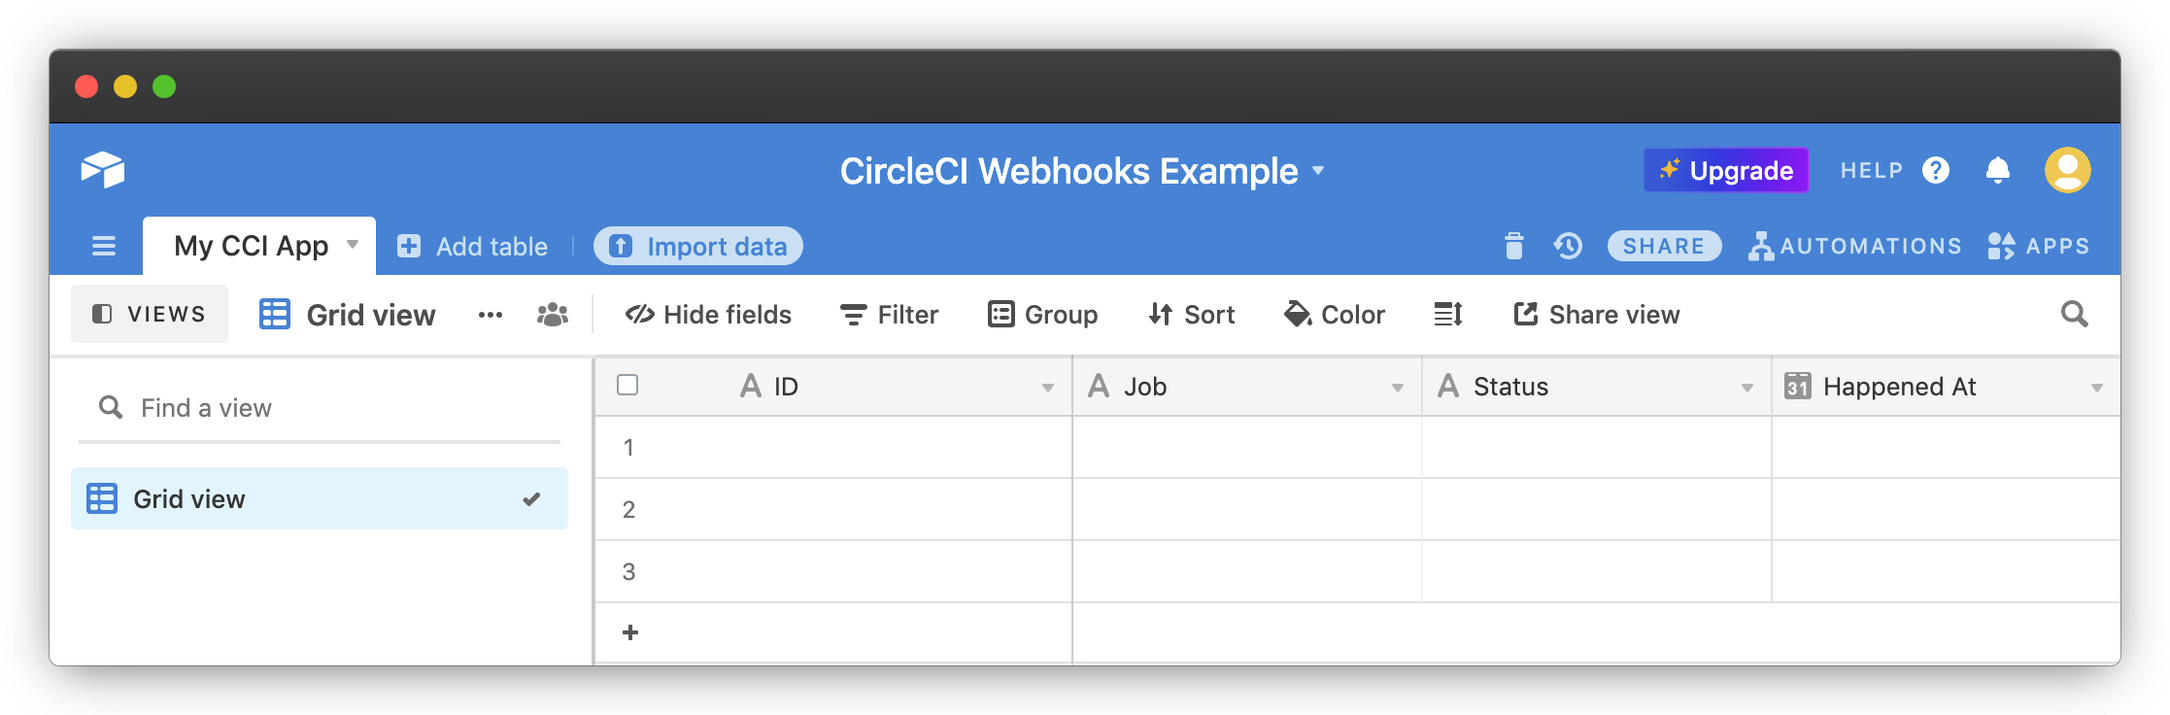 CircleCI Webhooks Example
Upgrade
HELP ?
My CCI App
Add table
Import data
SHARE
AUTOMATIONS
APPS
VIEWS
Grid view
Hide fields
Filter
Group
Sort
Color
Share view
Find a view
Grid view
A ID
A Job
A Status
31 Happened At
1
2
3
+